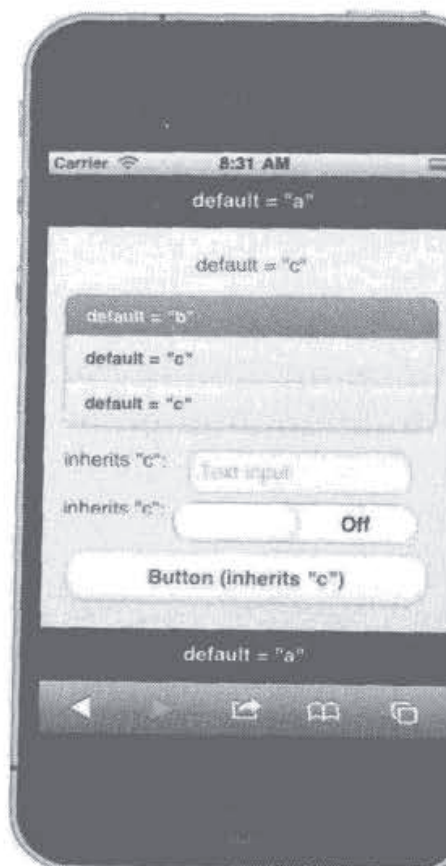 Carrier 8:31 AM
default = "a"
default = "c"
default = "b"
default = "c"
default = "c"
inherits "c": Text input
inherits "c": Off
Button (inherits "c")
default = "a"